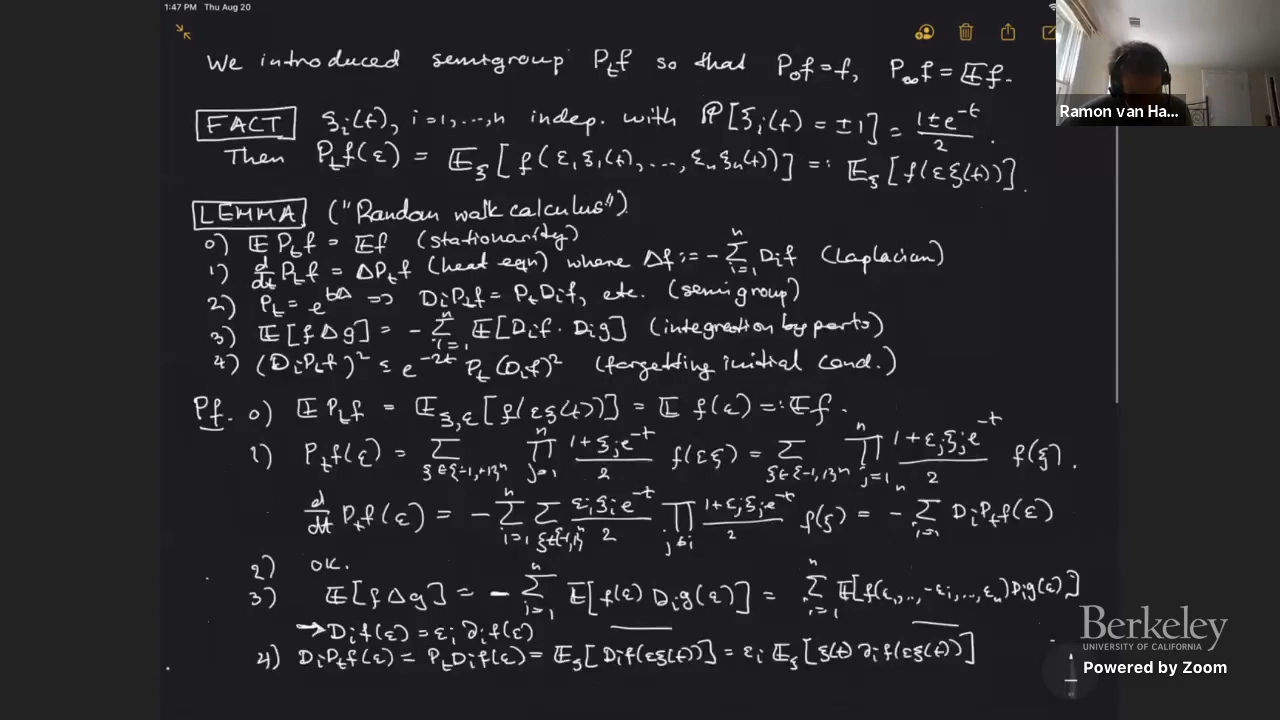 1:47 PM Thu Aug 20
We introduced semigroup P_t f so that P_0 f = f, P_∞ f = 𝔼f.
FACT ξ_i(t), i=1,...,n indep. with ℙ[ξ_i(t) = ±1] = (1±e^{-t})/2
Then P_t f(ε) = 𝔼_ξ[f(ε_1ξ_1(t),...,ε_nξ_n(t))] =: 𝔼_ξ[f(εξ(t))].
LEMMA ("Random walk calculus")
0) 𝔼 P_t f = 𝔼f (stationarity)
1) d/dt P_t f = ΔP_t f (heat eqn) where Δf := -∑_{i=1}^n D_i f (Laplacian)
2) P_t = e^{tΔ} => D_i P_t f = P_t D_i f, etc. (semigroup)
3) 𝔼[f Δg] = -∑_{i=1}^n 𝔼[D_i f · D_i g] (integration by parts)
4) (D_i P_t f)^2 ≤ e^{-2t} P_t (D_i f)^2 (forgetting initial cond.)
Pf. 0) 𝔼 P_t f = 𝔼_{ξ,ε}[f(εξ(t))] = 𝔼 f(ε) =: 𝔼f.
1) P_t f(ε) = ∑_{ξ∈{-1,+1}^n} ∏_{j=1}^n (1+ξ_j e^{-t})/2 f(εξ) = ∑_{ξ∈{-1,1}^n} ∏_{j=1}^n (1+ε_jξ_j e^{-t})/2 f(ξ).
d/dt P_t f(ε) = -∑_{i=1}^n ∑_{ξ∈{-1,1}^n} (ε_iξ_i e^{-t})/2 ∏_{j≠i} (1+ε_jξ_j e^{-t})/2 f(ξ) = -∑_{i=1}^n D_i P_t f(ε)
2) OK.
3) 𝔼[f Δg] = -∑_{i=1}^n 𝔼[f(ε) D_i g(ε)] = ∑_{i=1}^n 𝔼[f(ε_1,..,-ε_i,...,ε_n) D_i g(ε)]
→ D_i f(ε) = ε_i ∂_i f(ε)
4) D_i P_t f(ε) = P_t D_i f(ε) = 𝔼_ξ[D_i f(εξ(t))] = ε_i 𝔼_ξ[ξ(t) ∂_i f(εξ(t))]
Ramon van Ha...
Berkeley
UNIVERSITY OF CALIFORNIA
Powered by Zoom